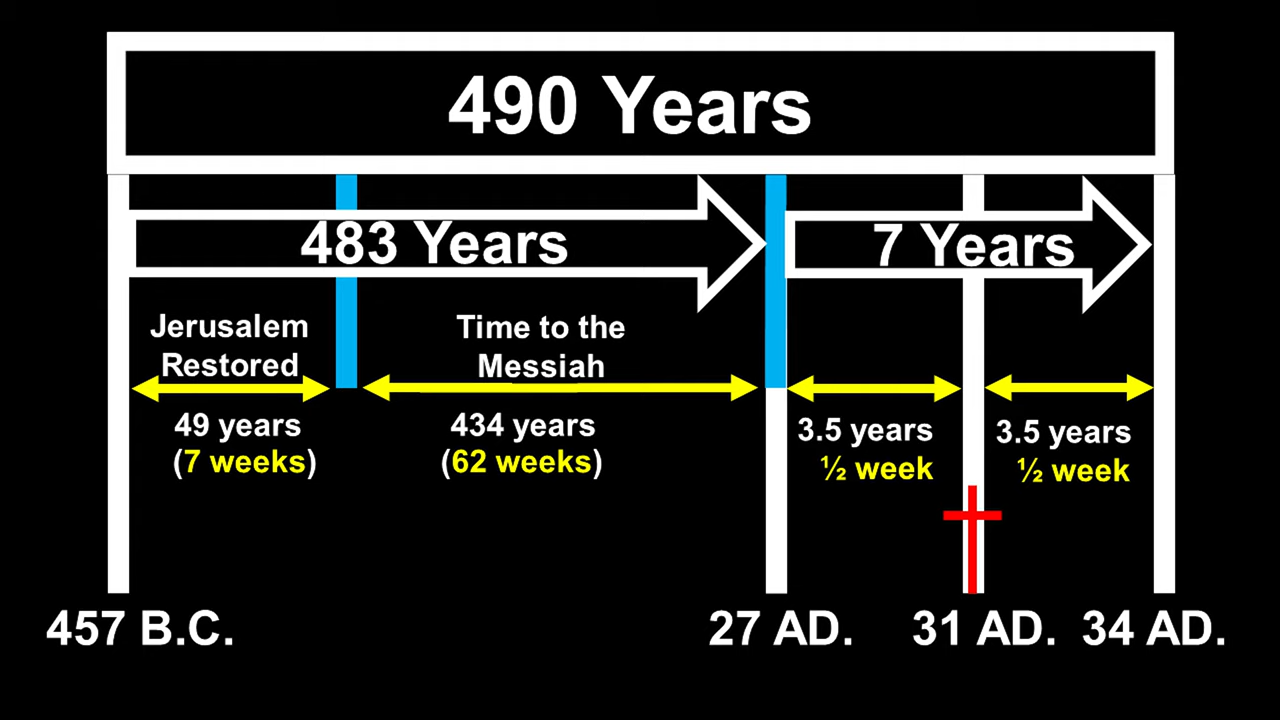 490 Years
483 Years
7 Years
Jerusalem
Restored
Time to the
Messiah
49 years
(7 weeks)
434 years
(62 weeks)
3.5 years
½ week
3.5 years
½ week
457 B.C.
27 AD.
31 AD.
34 AD.